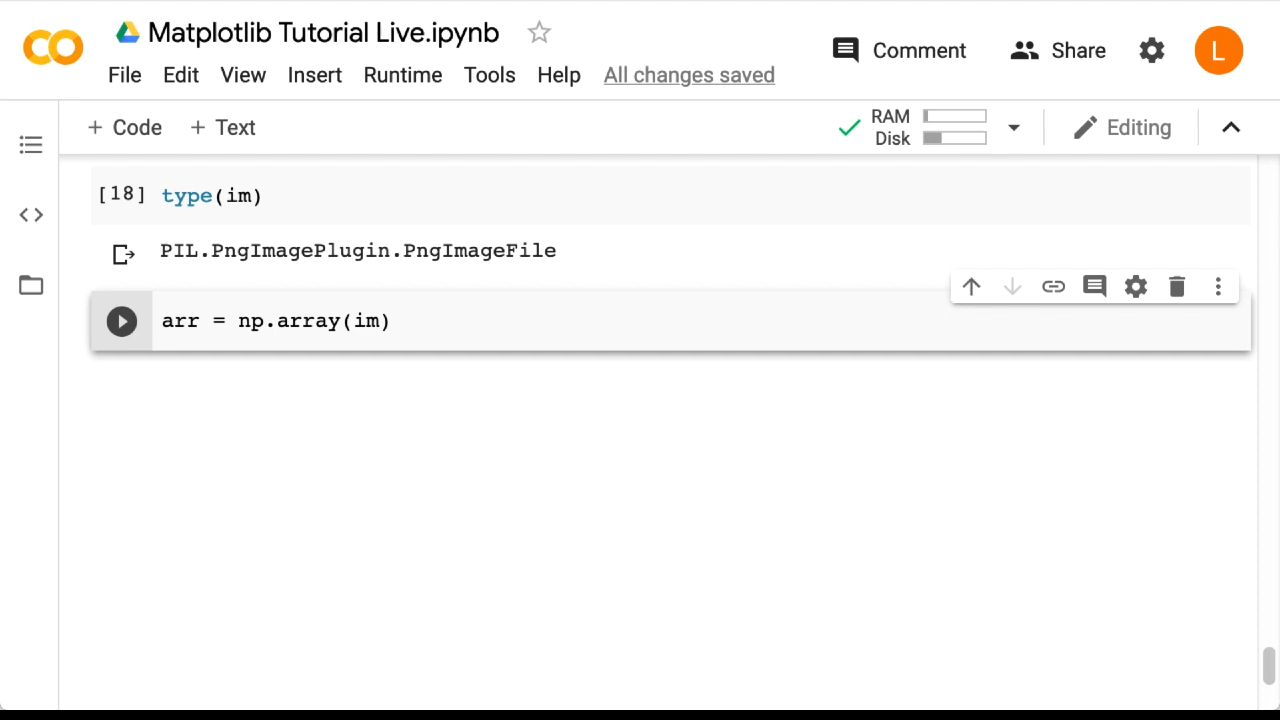 Matplotlib Tutorial Live.ipynb
File Edit View Insert Runtime Tools Help All changes saved
Comment Share L
+ Code + Text
RAM
Disk
Editing
[18] type(im)
PIL.PngImagePlugin.PngImageFile
arr = np.array(im)